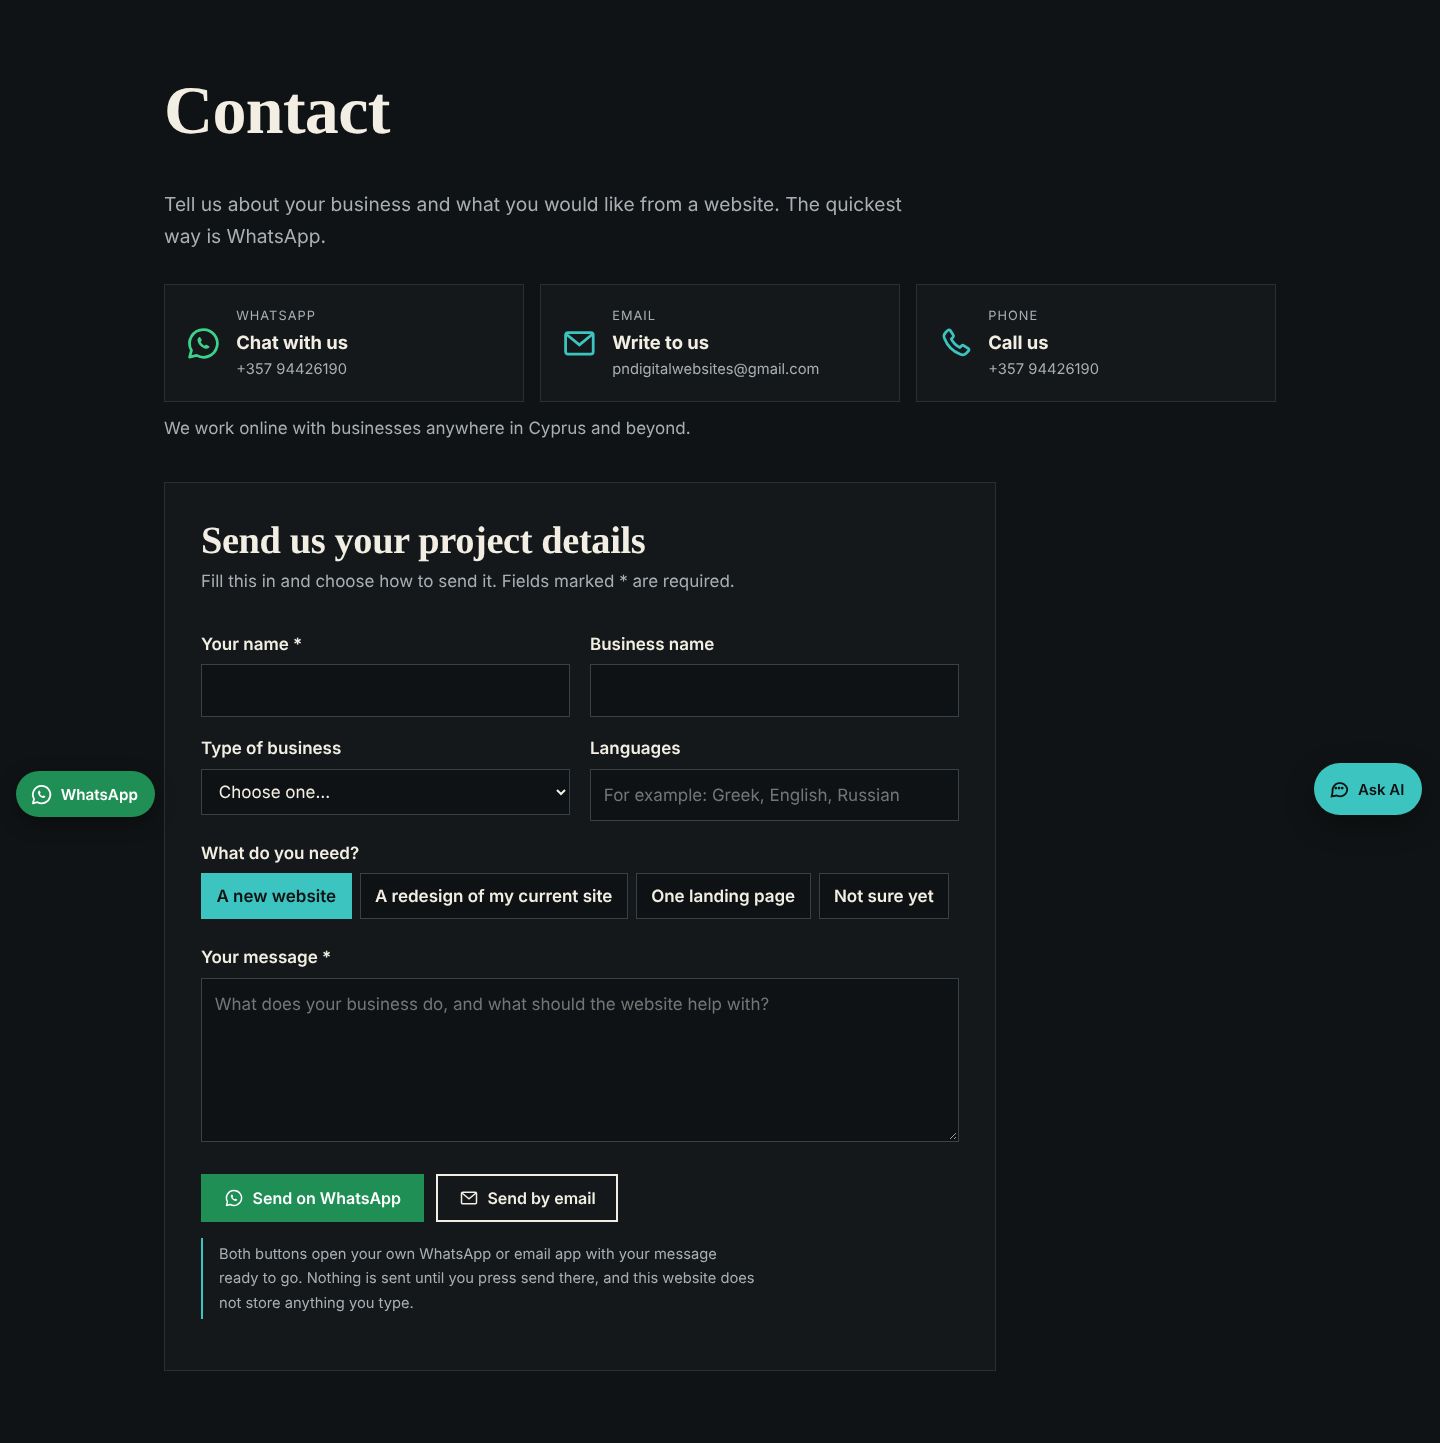 Contact
Tell us about your business and what you would like from a website. The quickest
way is WhatsApp.
WHATSAPP
Chat with us
+357 94426190
EMAIL
Write to us
pndigitalwebsites@gmail.com
PHONE
Call us
+357 94426190
We work online with businesses anywhere in Cyprus and beyond.
Send us your project details
Fill this in and choose how to send it. Fields marked * are required.
Your name *
Business name
Type of business
Languages
Choose one...
For example: Greek, English, Russian
WhatsApp
Ask AI
What do you need?
A new website
A redesign of my current site
One landing page
Not sure yet
Your message *
What does your business do, and what should the website help with?
Send on WhatsApp
Send by email
Both buttons open your own WhatsApp or email app with your message
ready to go. Nothing is sent until you press send there, and this website does
not store anything you type.